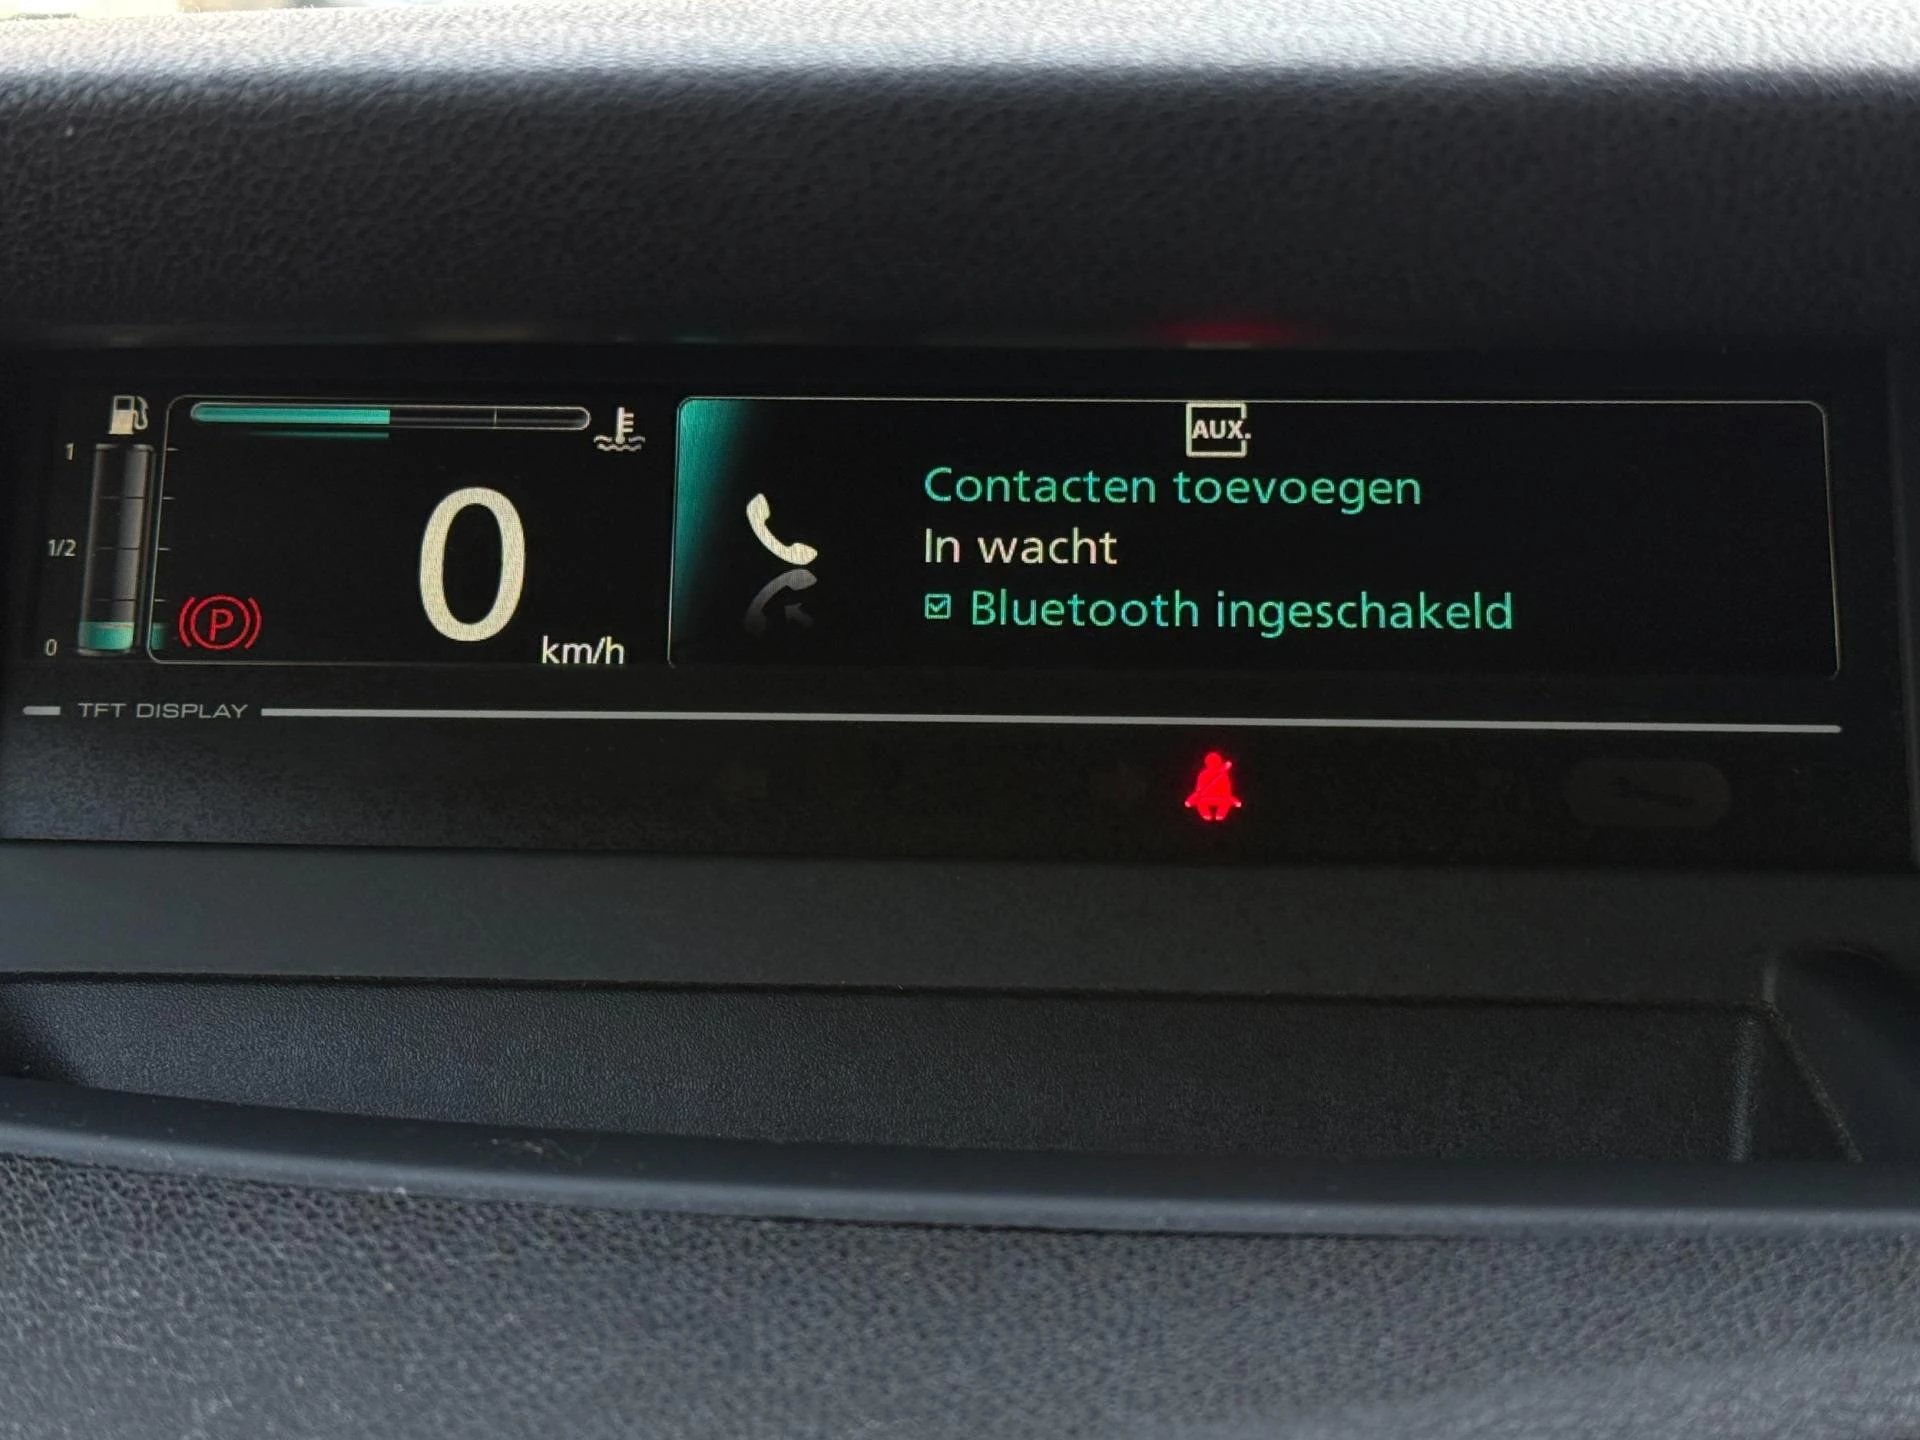 AUX.
1
1/2
0
P
0
km/h
Contacten toevoegen
In wacht
Bluetooth ingeschakeld
TFT DISPLAY